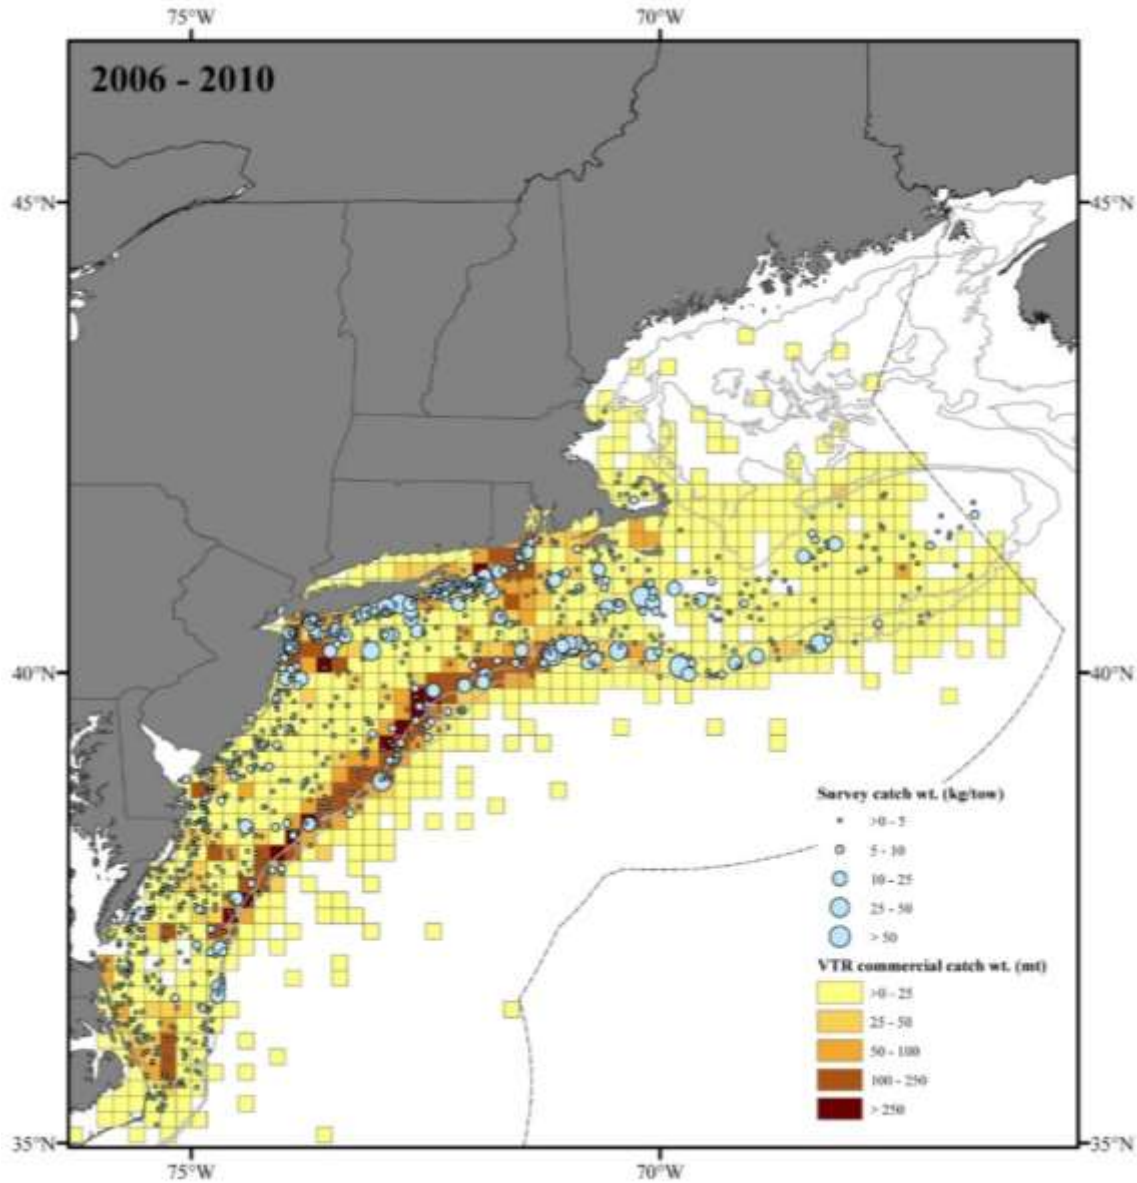 75°W 70°W
2006 - 2010
45°N 45°N
40°N 40°N
Survey catch wt. (kg/tow)
>0 - 5
5 - 10
10 - 25
25 - 50
> 50
VTR commercial catch wt. (mt)
>0 - 25
25 - 50
50 - 100
100 - 250
> 250
35°N 35°N
75°W 70°W